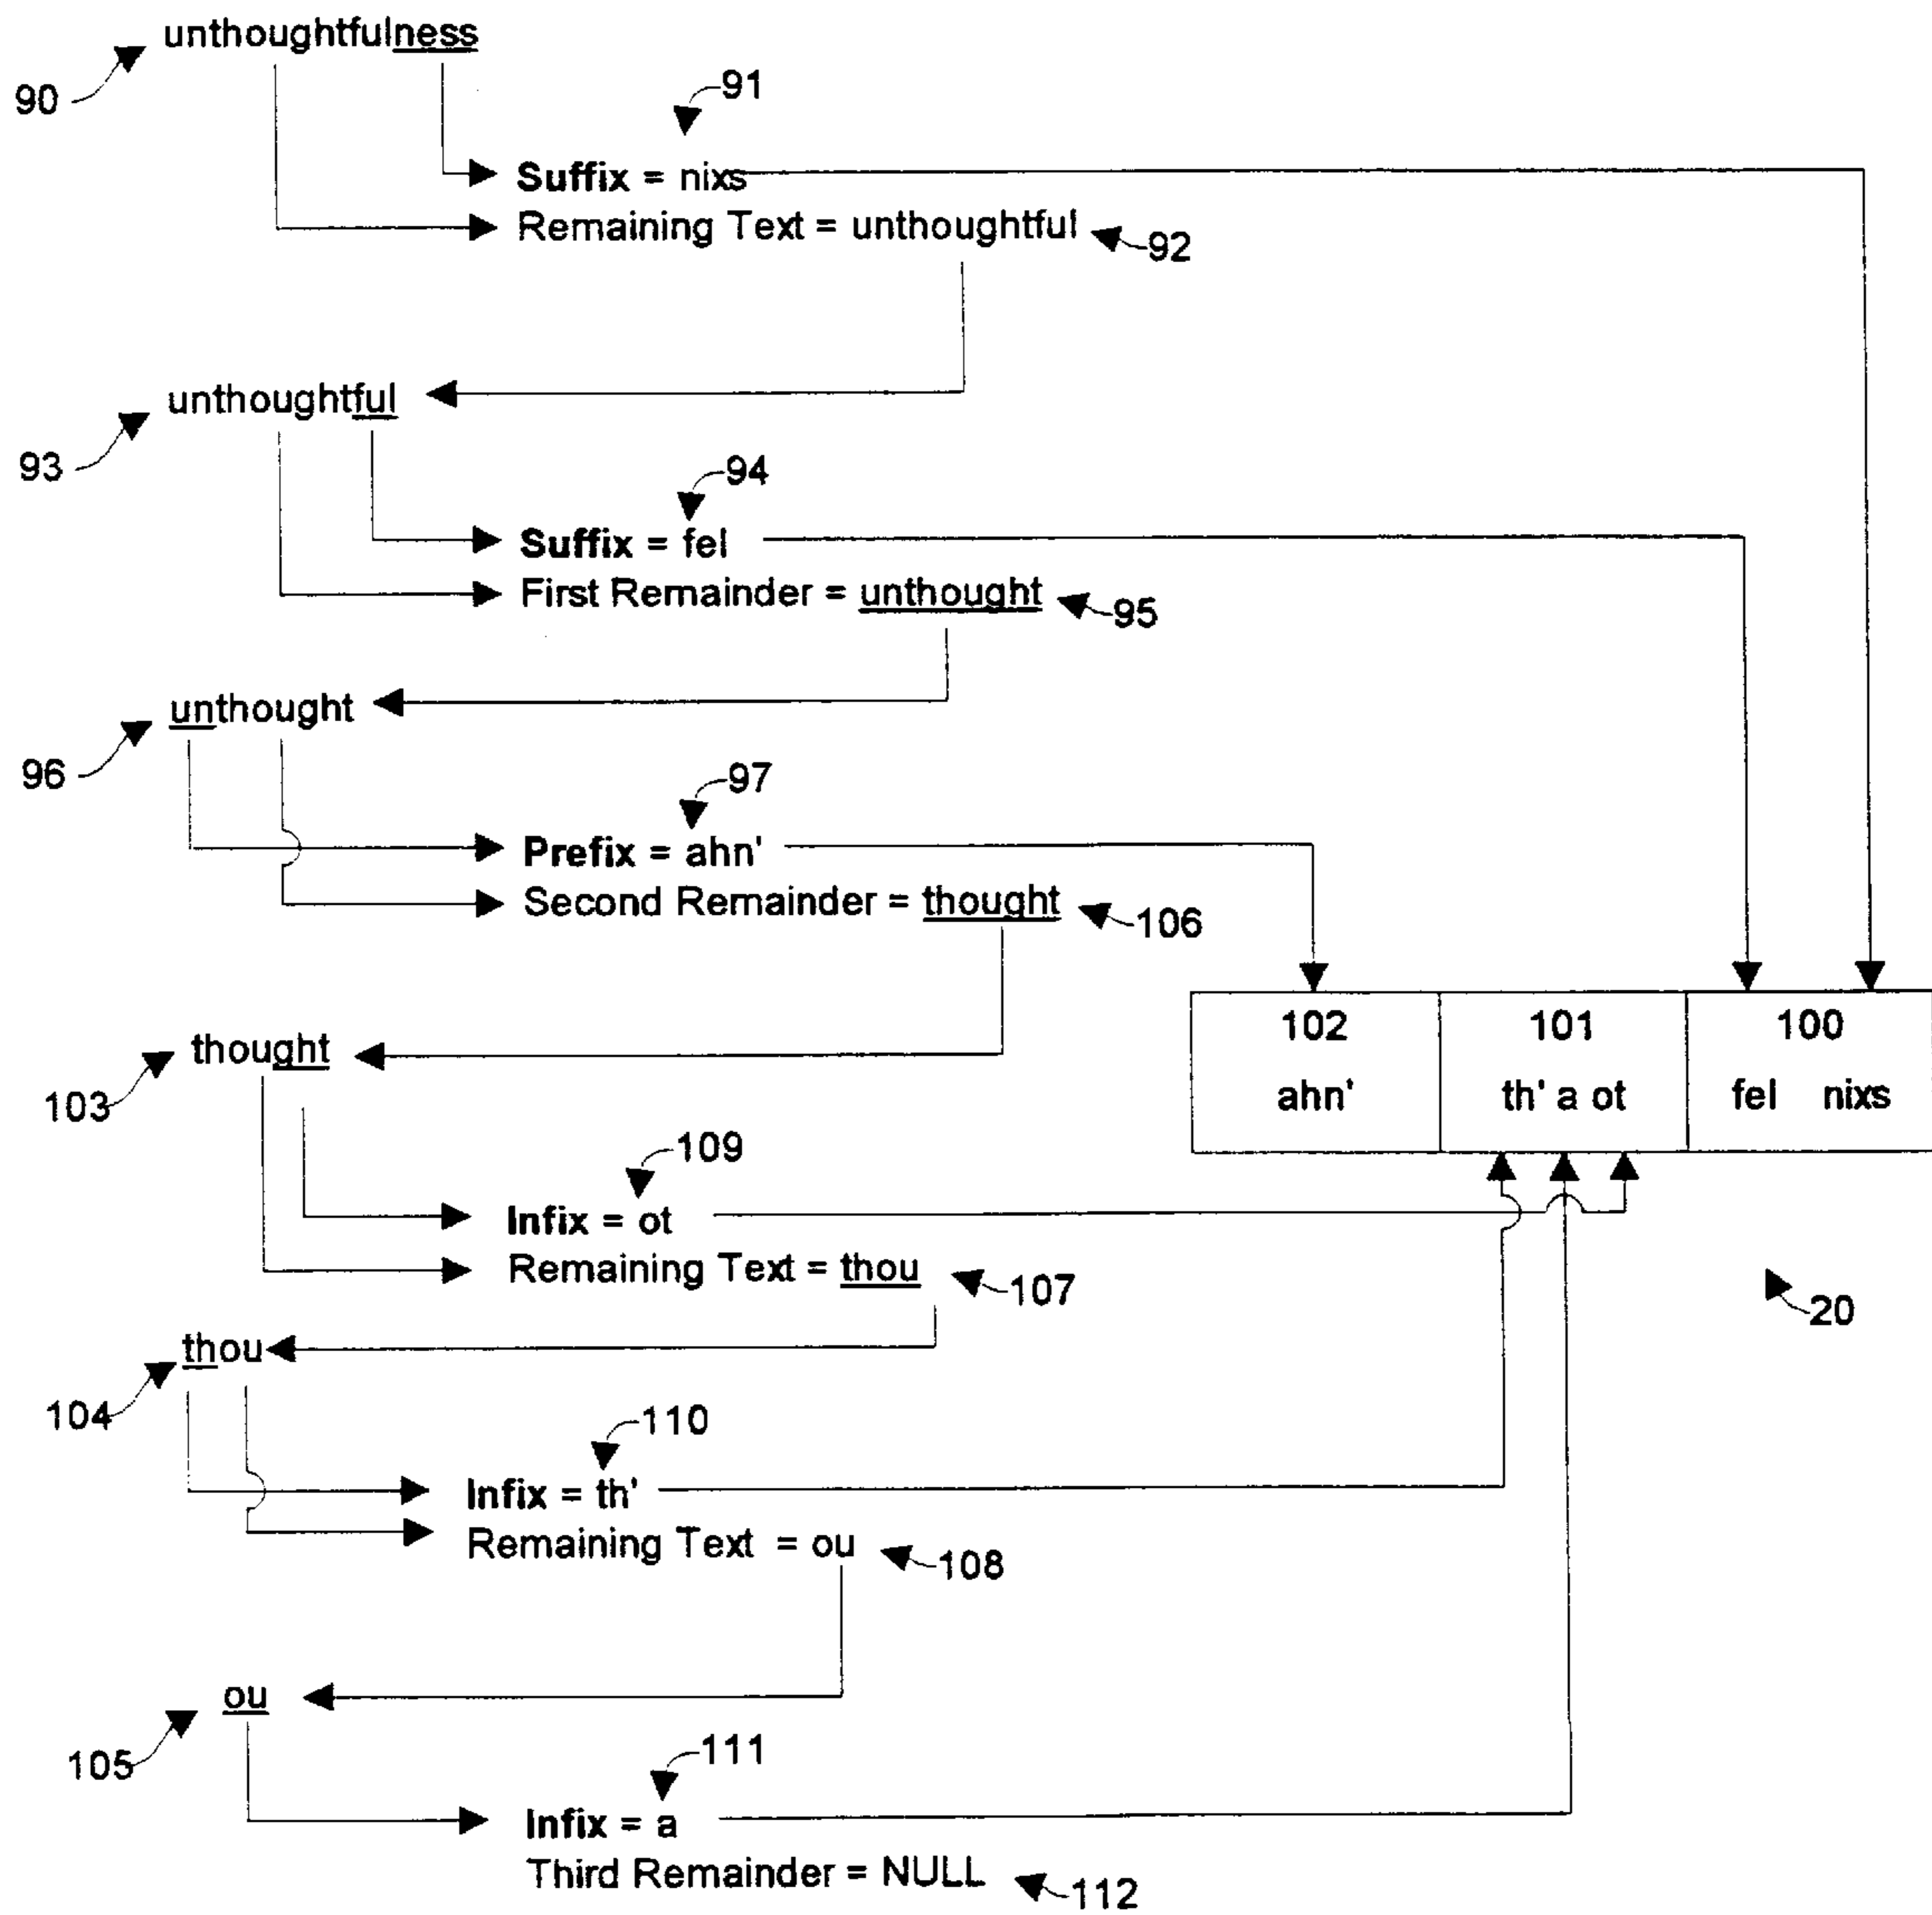 unthoughtfulness
90
91
Suffix = nixs
Remaining Text = unthoughtful
92
unthoughtful
93
94
Suffix = fel
First Remainder = unthought
95
unthought
96
97
Prefix = ahn'
Second Remainder = thought
106
102 101 100
ahn' th' a ot fel nixs
thought
103
109
Infix = ot
Remaining Text = thou
107
20
thou
104
110
Infix = th'
Remaining Text = ou
108
ou
105
111
Infix = a
Third Remainder = NULL
112